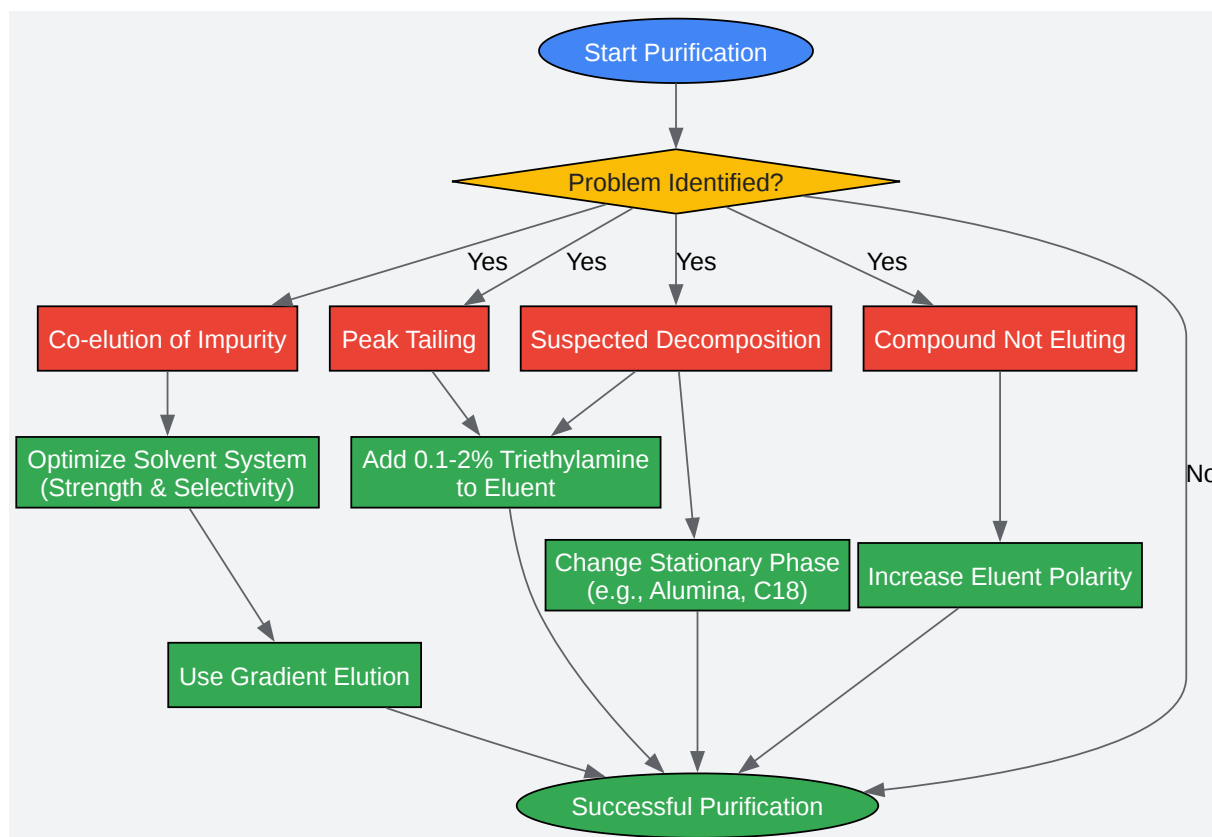 Start Purification
Problem Identified?
Yes
Yes
Yes
Yes
Co-elution of Impurity
Peak Tailing
Suspected Decomposition
Compound Not Eluting
Optimize Solvent System
(Strength & Selectivity)
Add 0.1-2% Triethylamine
to Eluent
No
Change Stationary Phase
(e.g., Alumina, C18)
Increase Eluent Polarity
Use Gradient Elution
Successful Purification